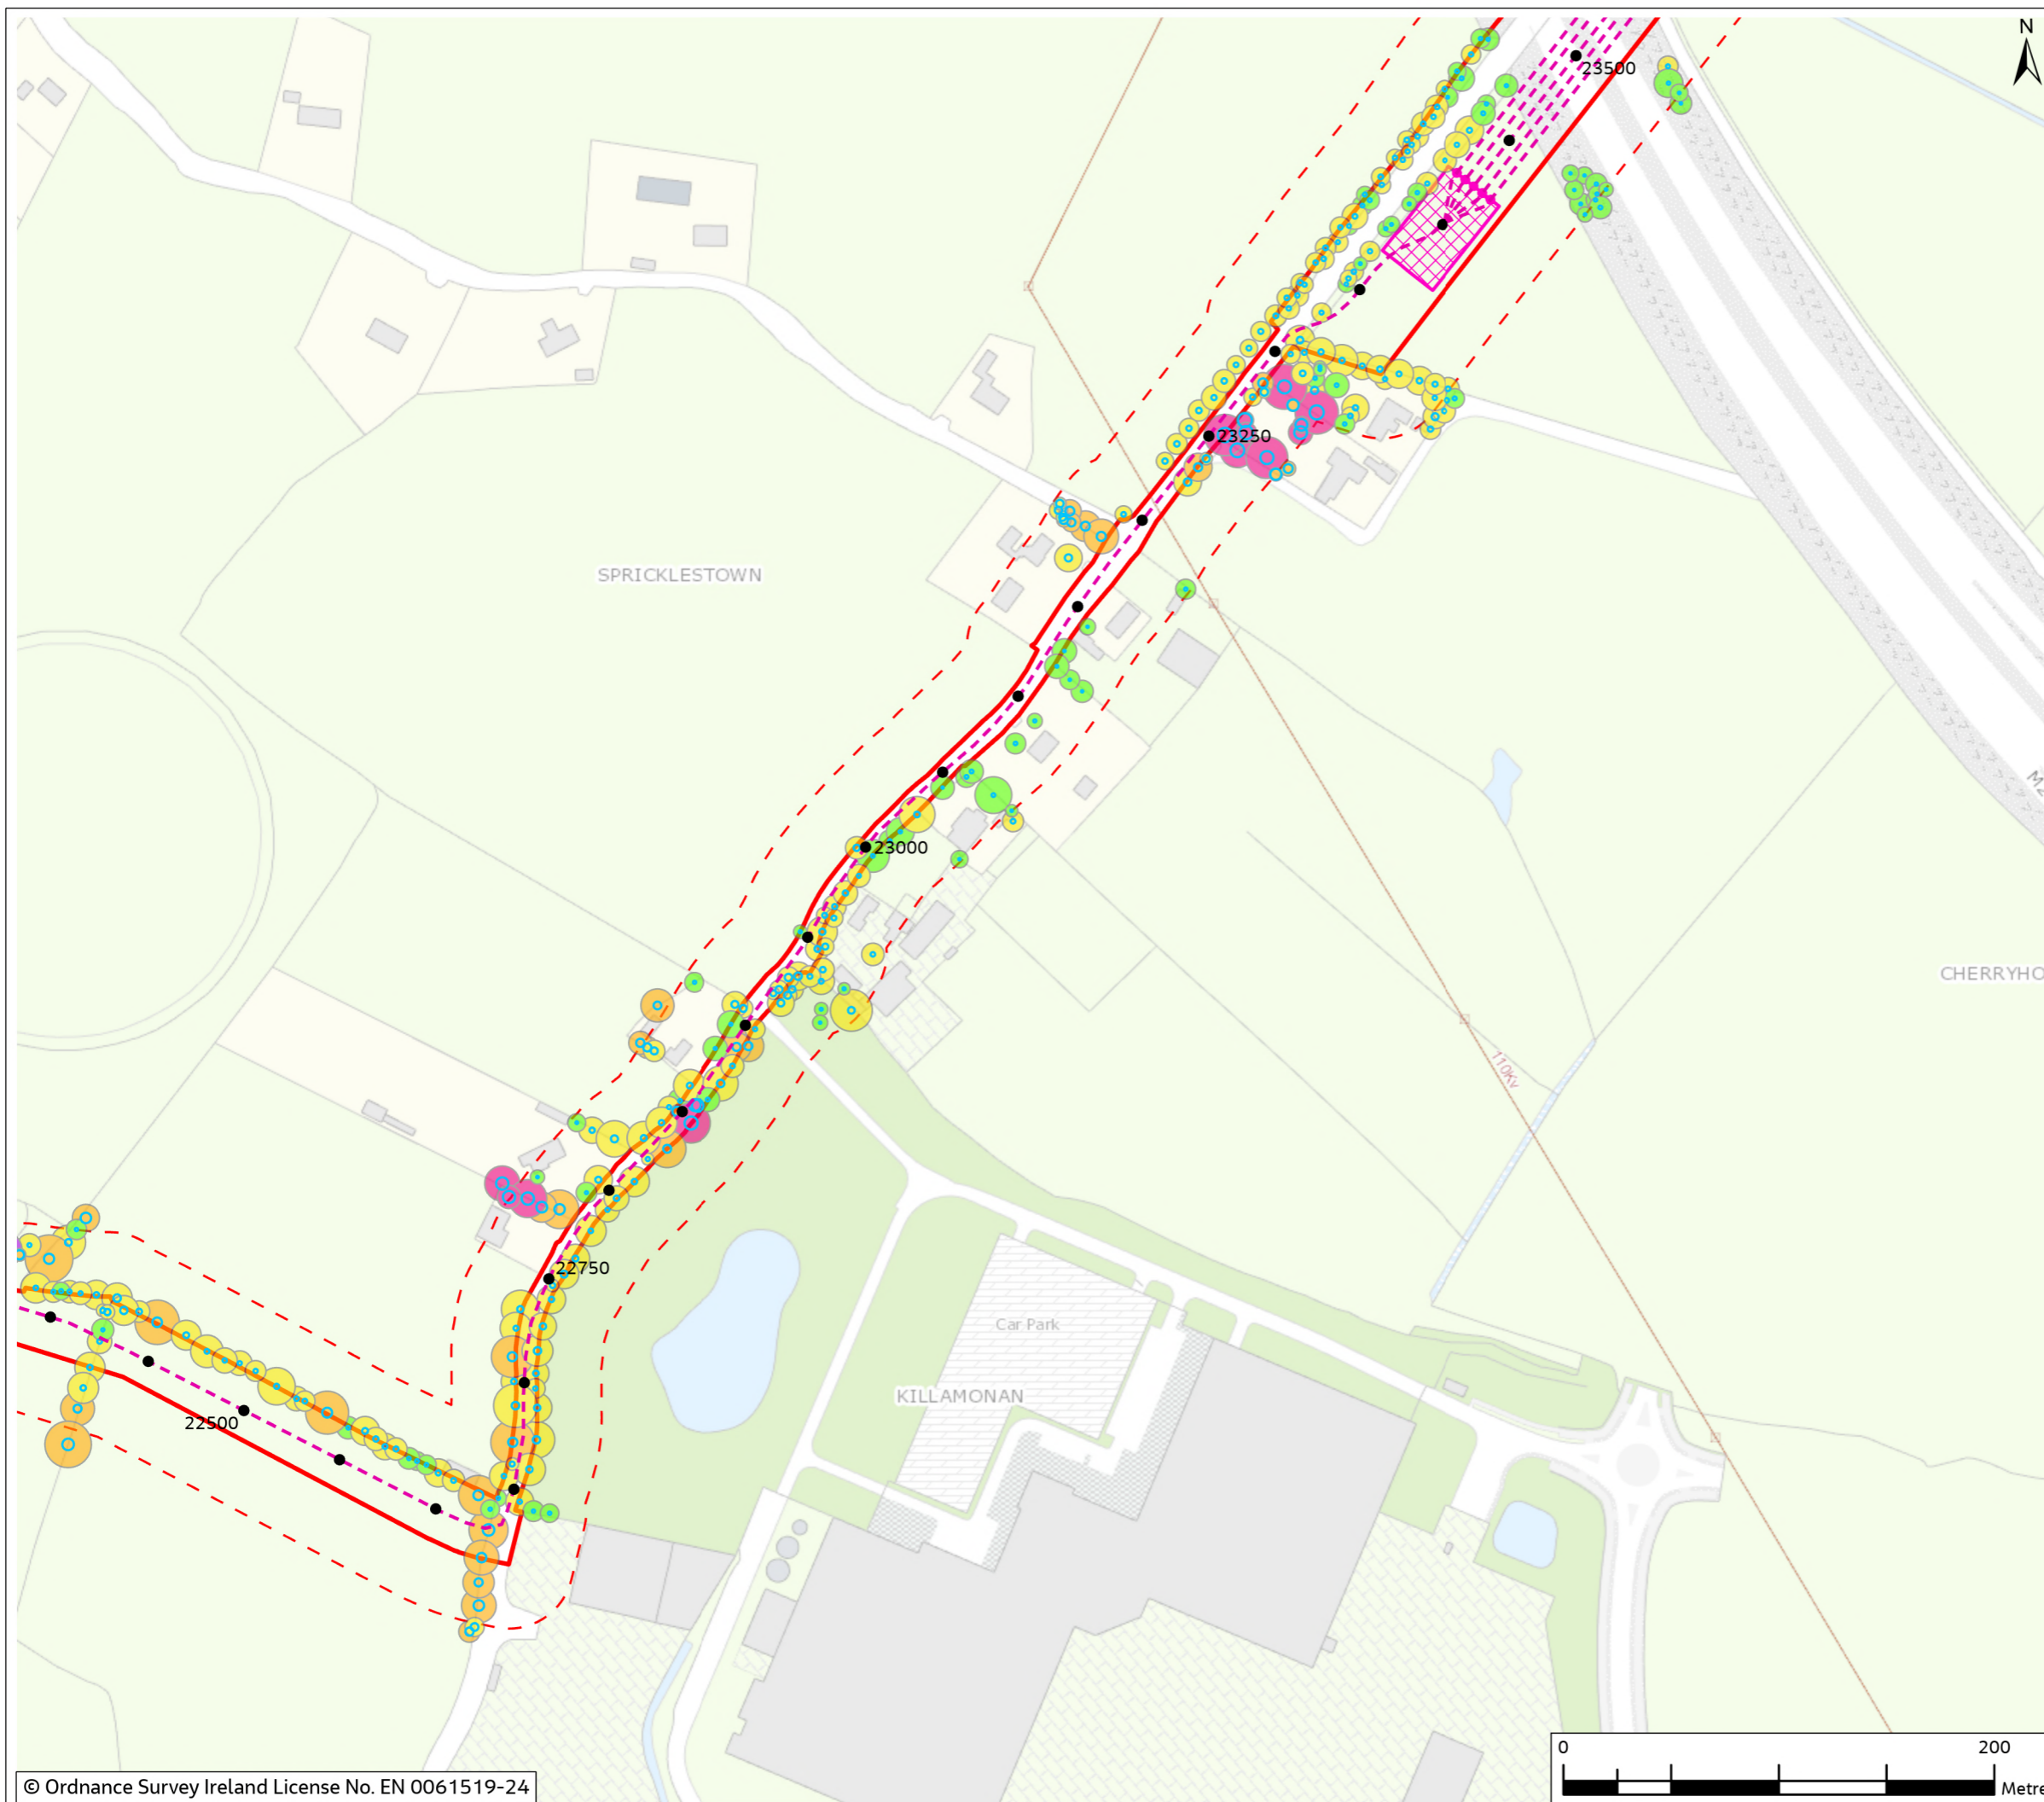 N
23500
23250
SPRICKLESTOWN
23000
CHERRYHO
110Kv
22750
Car Park
KILLAMONAN
22500
0 200
Metre
© Ordnance Survey Ireland License No. EN 0061519-24